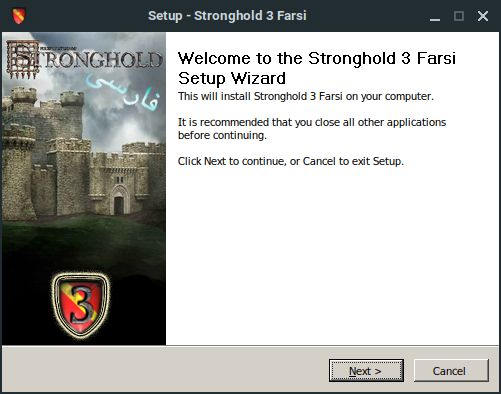 Setup - Stronghold 3 Farsi
STRONGHOLD
فارسی
3
Welcome to the Stronghold 3 Farsi
Setup Wizard
This will install Stronghold 3 Farsi on your computer.
It is recommended that you close all other applications
before continuing.
Click Next to continue, or Cancel to exit Setup.
Next >
Cancel